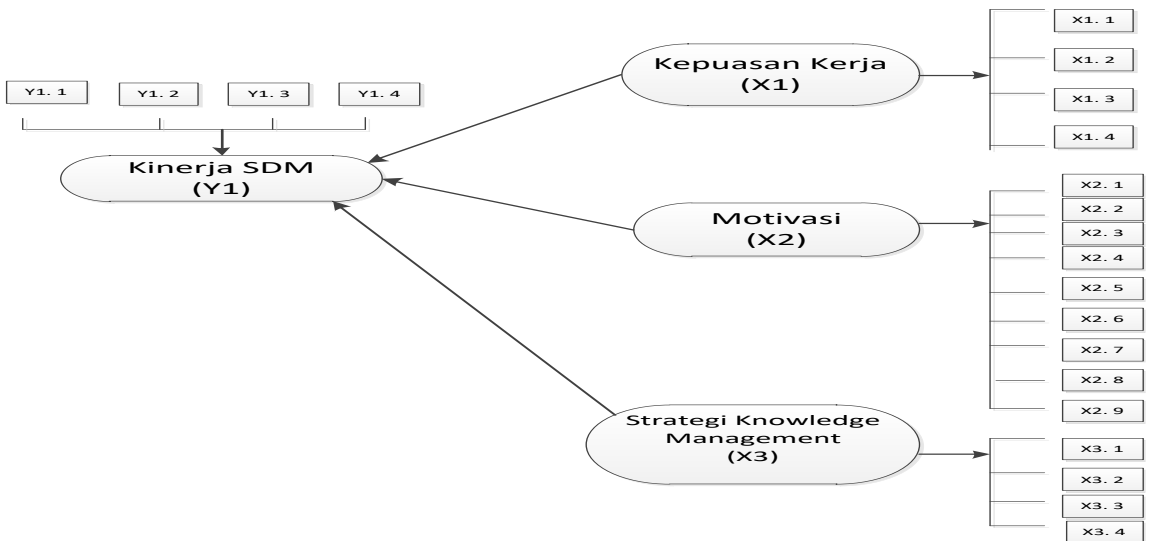 Y1. 1
Y1. 2
Y1. 3
Y1. 4
Kinerja SDM
(Y1)
Kepuasan Kerja
(X1)
X1. 1
X1. 2
X1. 3
X1. 4
Motivasi
(X2)
X2. 1
X2. 2
X2. 3
X2. 4
X2. 5
X2. 6
X2. 7
X2. 8
X2. 9
Strategi Knowledge
Management
(X3)
X3. 1
X3. 2
X3. 3
X3. 4